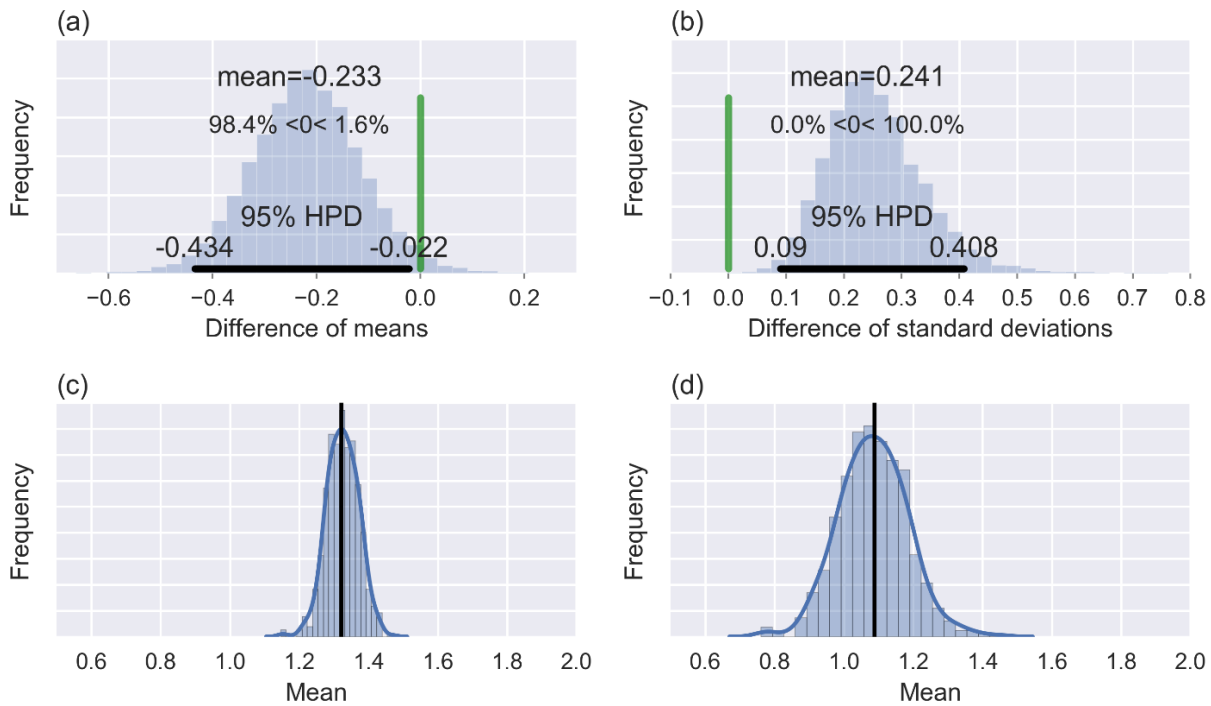 (a)
mean=-0.233
98.4% <0< 1.6%
95% HPD
-0.434
-0.022
Frequency
−0.6 −0.4 −0.2 0.0 0.2
Difference of means
(b)
mean=0.241
0.0% <0< 100.0%
95% HPD
0.09
0.408
Frequency
−0.1 0.0 0.1 0.2 0.3 0.4 0.5 0.6 0.7 0.8
Difference of standard deviations
(c)
Frequency
0.6 0.8 1.0 1.2 1.4 1.6 1.8 2.0
Mean
(d)
Frequency
0.6 0.8 1.0 1.2 1.4 1.6 1.8 2.0
Mean